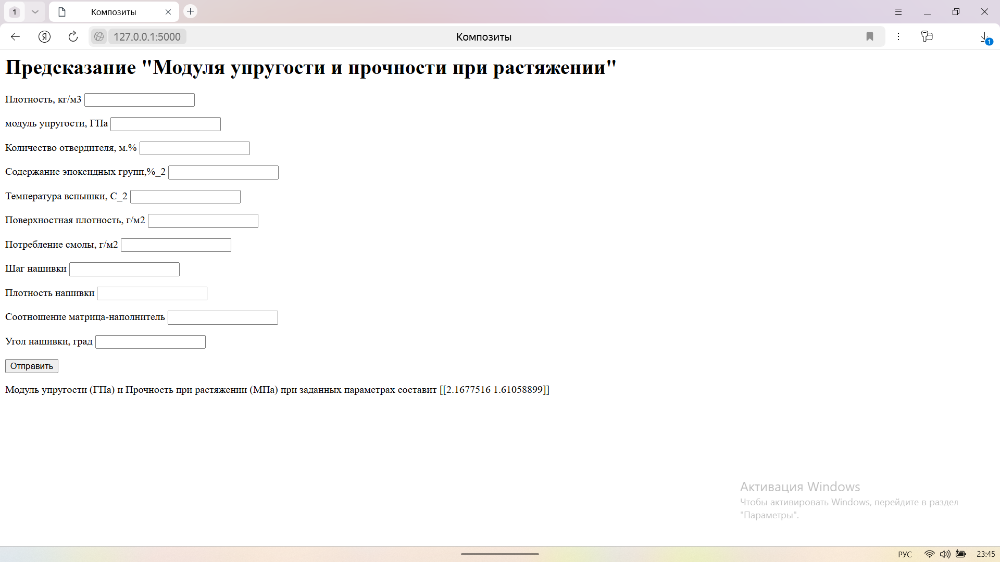 1
Композиты
127.0.0.1:5000
Композиты
1
Предсказание "Модуля упругости и прочности при растяжении"
Плотность, кг/м3
модуль упругости, ГПа
Количество отвердителя, м.%
Содержание эпоксидных групп,%_2
Температура вспышки, С_2
Поверхностная плотность, г/м2
Потребление смолы, г/м2
Шаг нашивки
Плотность нашивки
Соотношение матрица-наполнитель
Угол нашивки, град
Отправить
Модуль упругости (ГПа) и Прочность при растяжении (МПа) при заданных параметрах составит [[2.1677516 1.61058899]]
Активация Windows
Чтобы активировать Windows, перейдите в раздел
"Параметры".
РУС
23:45